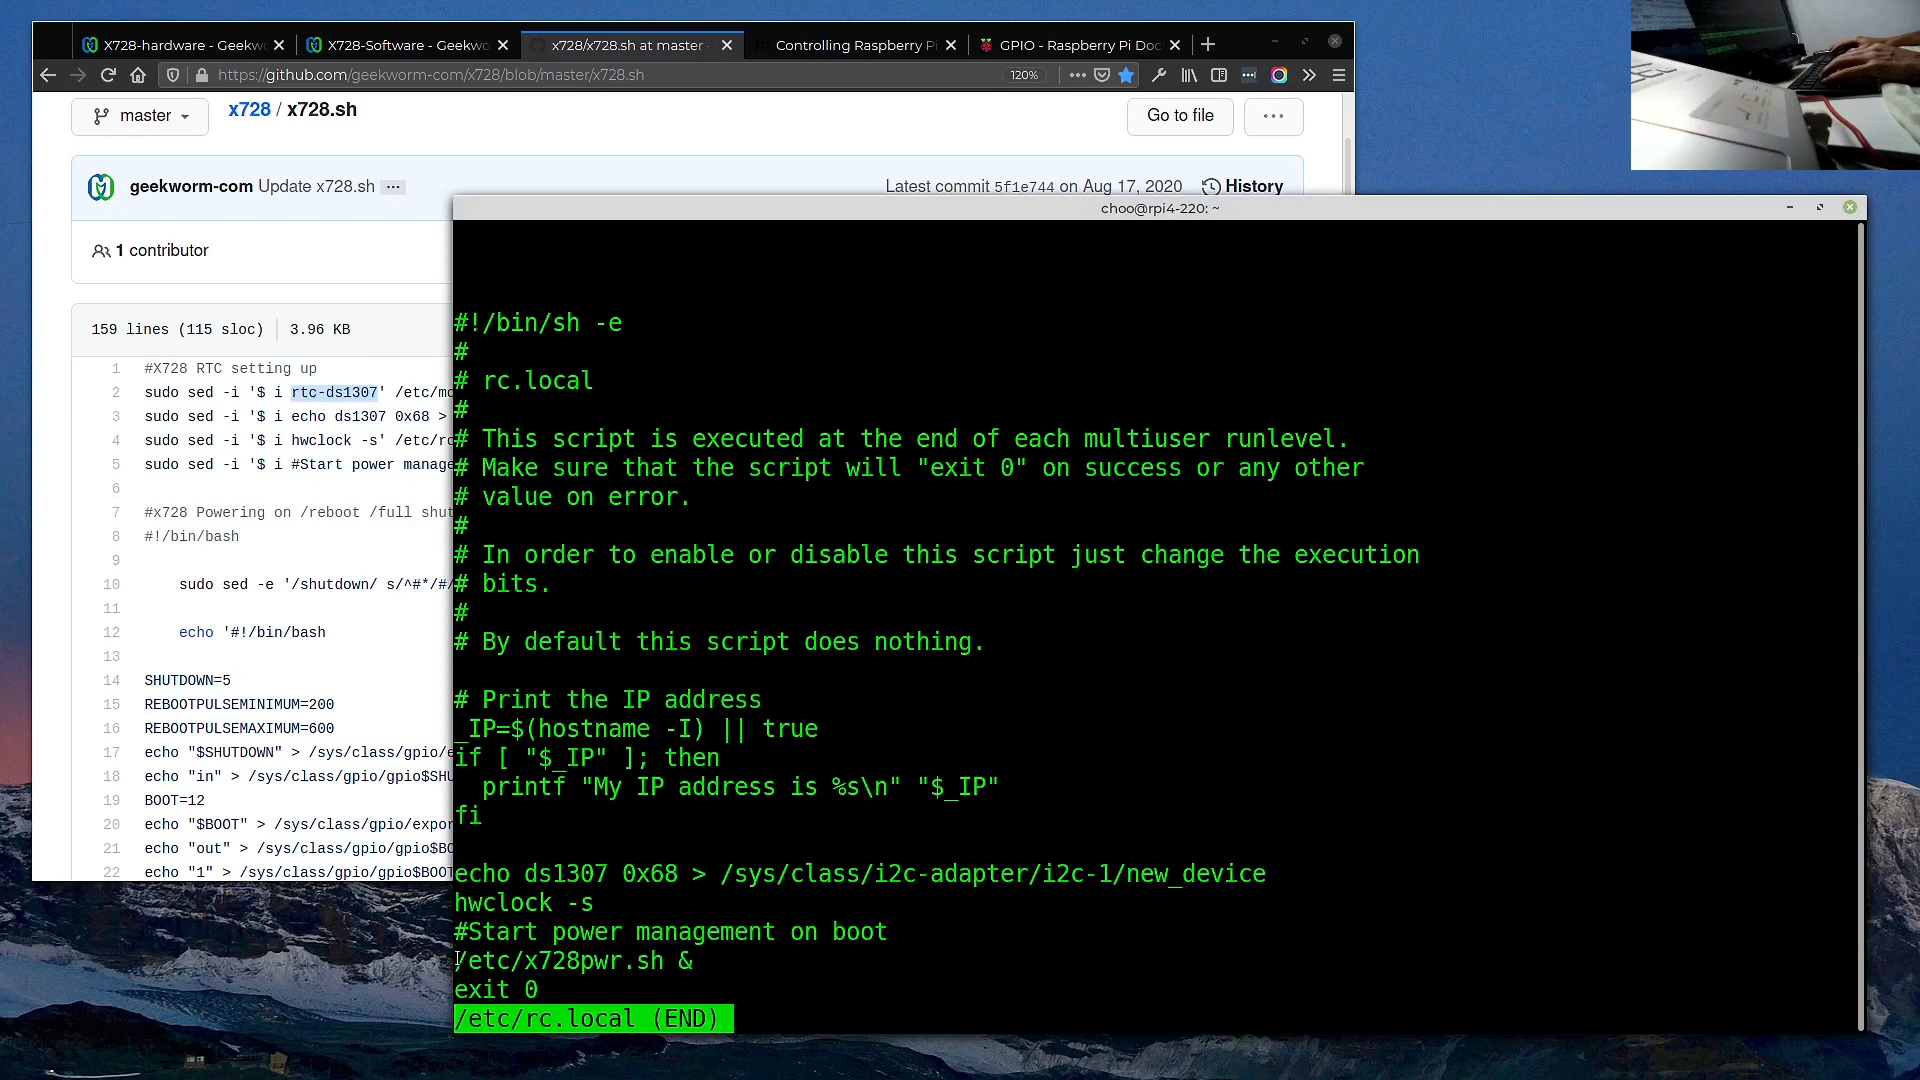 X728-hardware - Geekw
X728-Software - Geekwo
x728/x728.sh at master
Controlling Raspberry Pi
GPIO - Raspberry Pi Doc
https://github.com/geekworm-com/x728/blob/master/x728.sh
120%
master
x728 / x728.sh
Go to file
geekworm-com Update x728.sh
Latest commit 5f1e744 on Aug 17, 2020
History
1 contributor
159 lines (115 sloc)
3.96 KB
1 #X728 RTC setting up
2 sudo sed -i '$ i rtc-ds1307' /etc/mo
3 sudo sed -i '$ i echo ds1307 0x68 >
4 sudo sed -i '$ i hwclock -s' /etc/rc
5 sudo sed -i '$ i #Start power manage
6
7 #x728 Powering on /reboot /full shut
8 #!/bin/bash
9
10 sudo sed -e '/shutdown/ s/^#*/#/
11
12 echo '#!/bin/bash
13
14 SHUTDOWN=5
15 REBOOTPULSEMINIMUM=200
16 REBOOTPULSEMAXIMUM=600
17 echo "$SHUTDOWN" > /sys/class/gpio/e
18 echo "in" > /sys/class/gpio/gpio$SHU
19 BOOT=12
20 echo "$BOOT" > /sys/class/gpio/expor
21 echo "out" > /sys/class/gpio/gpio$BO
22 echo "1" > /sys/class/gpio/gpio$BOOT
choo@rpi4-220: ~
#!/bin/sh -e
#
# rc.local
#
# This script is executed at the end of each multiuser runlevel.
# Make sure that the script will "exit 0" on success or any other
# value on error.
#
# In order to enable or disable this script just change the execution
# bits.
#
# By default this script does nothing.
# Print the IP address
_IP=$(hostname -I) || true
if [ "$_IP" ]; then
printf "My IP address is %s\n" "$_IP"
fi
echo ds1307 0x68 > /sys/class/i2c-adapter/i2c-1/new_device
hwclock -s
#Start power management on boot
/etc/x728pwr.sh &
exit 0
/etc/rc.local (END)